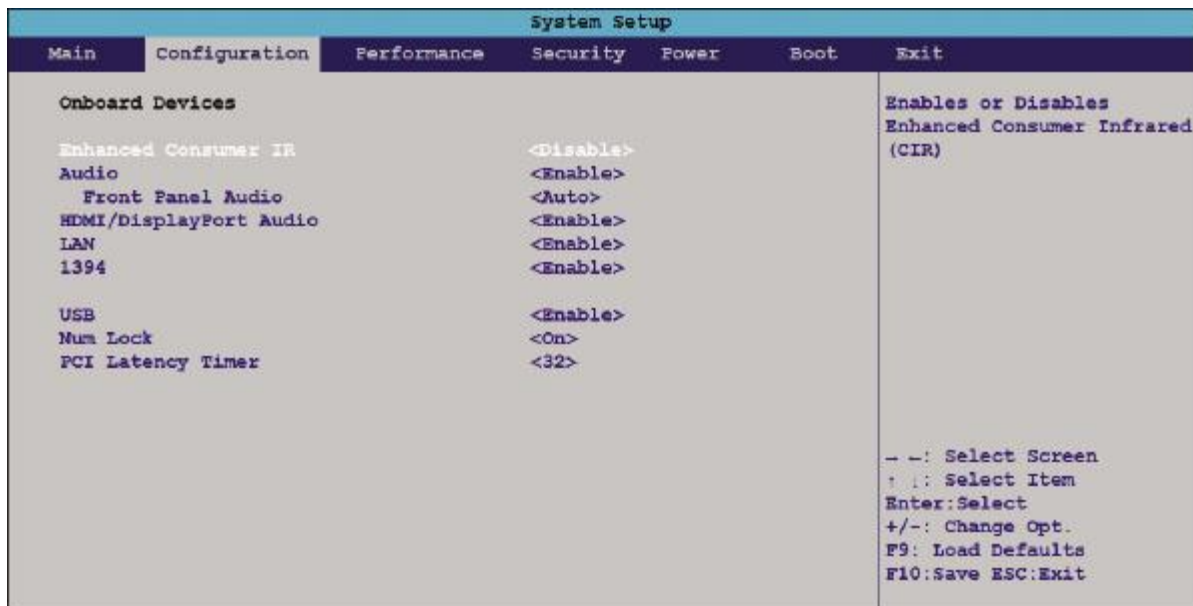 System Setup
Main Configuration Performance Security Power Boot Exit
Onboard Devices
Enhanced Consumer IR <Disable>
Audio <Enable>
Front Panel Audio <Auto>
HDMI/DisplayPort Audio <Enable>
LAN <Enable>
1394 <Enable>
USB <Enable>
Num Lock <On>
PCI Latency Timer <32>
Enables or Disables
Enhanced Consumer Infrared
(CIR)
→ ←: Select Screen
↑ ↓: Select Item
Enter:Select
+/-: Change Opt.
F9: Load Defaults
F10:Save ESC:Exit